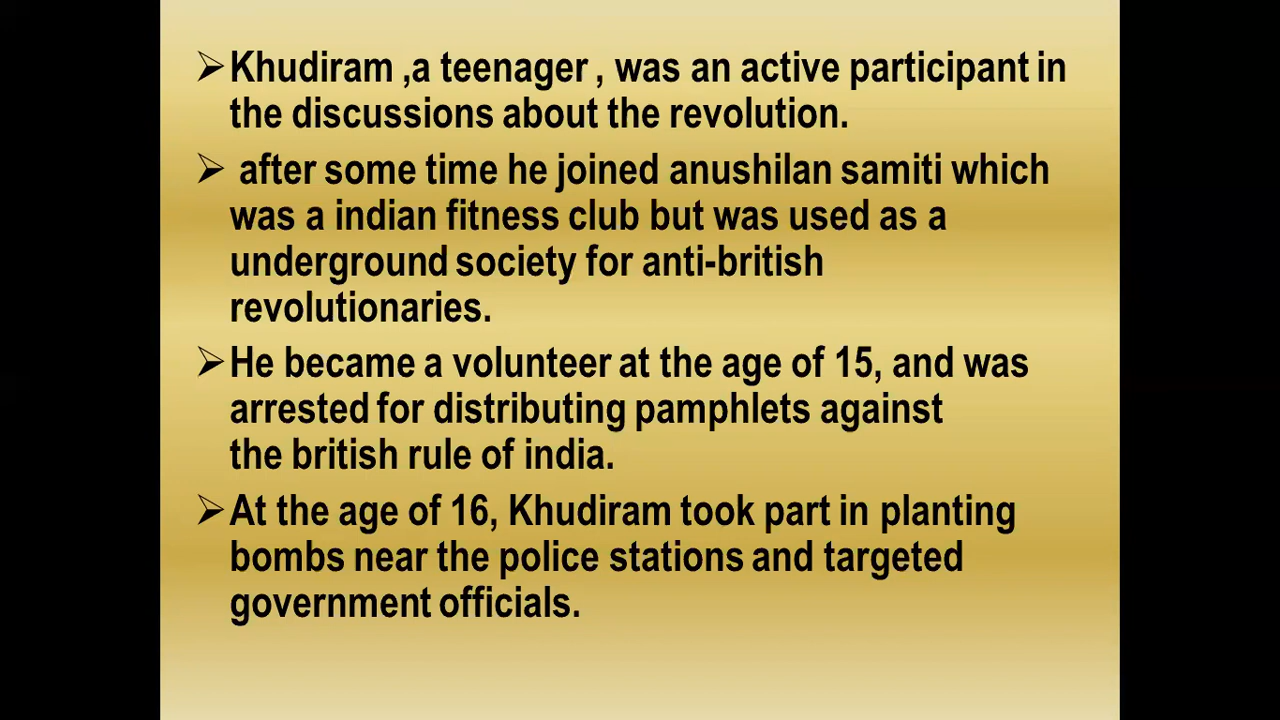 ➢Khudiram ,a teenager , was an active participant in
the discussions about the revolution.
➢ after some time he joined anushilan samiti which
was a indian fitness club but was used as a
underground society for anti-british
revolutionaries.
➢He became a volunteer at the age of 15, and was
arrested for distributing pamphlets against
the british rule of india.
➢At the age of 16, Khudiram took part in planting
bombs near the police stations and targeted
government officials.